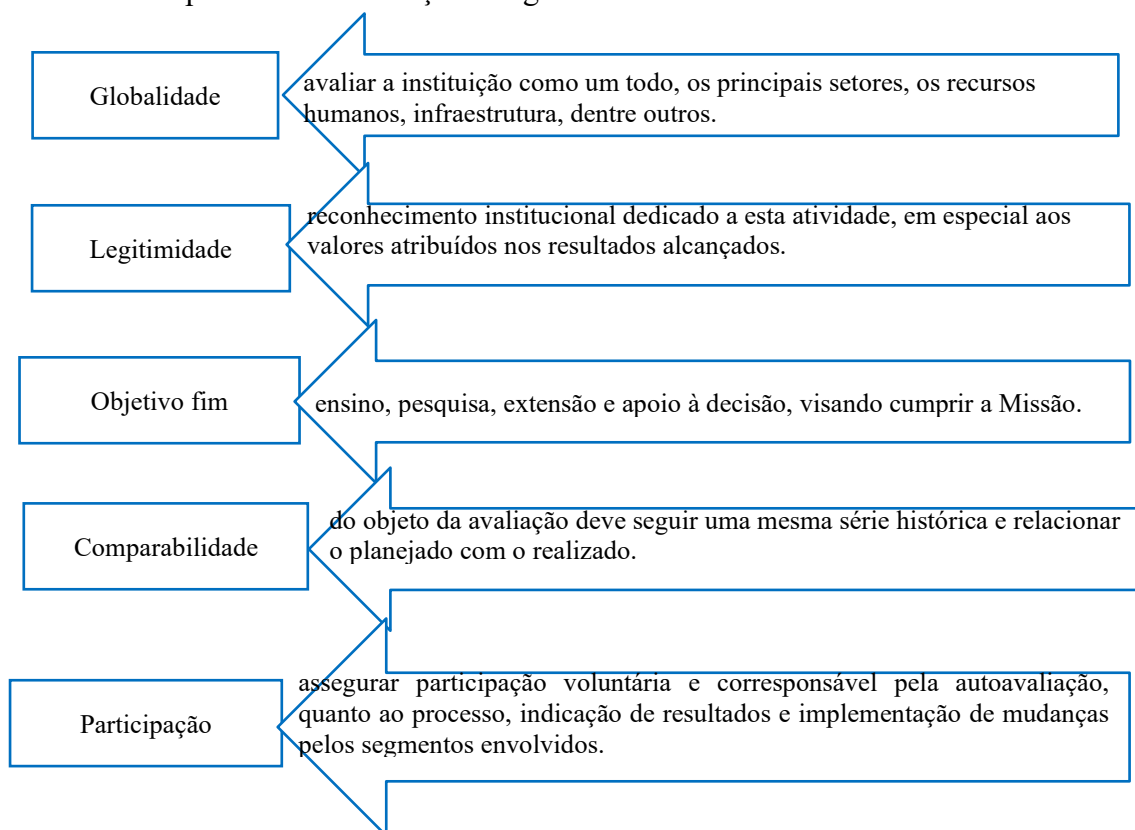 Globalidade
avaliar a instituição como um todo, os principais setores, os recursos
humanos, infraestrutura, dentre outros.
Legitimidade
reconhecimento institucional dedicado a esta atividade, em especial aos
valores atribuídos nos resultados alcançados.
Objetivo fim
ensino, pesquisa, extensão e apoio à decisão, visando cumprir a Missão.
Comparabilidade
do objeto da avaliação deve seguir uma mesma série histórica e relacionar
o planejado com o realizado.
Participação
assegurar participação voluntária e corresponsável pela autoavaliação,
quanto ao processo, indicação de resultados e implementação de mudanças
pelos segmentos envolvidos.